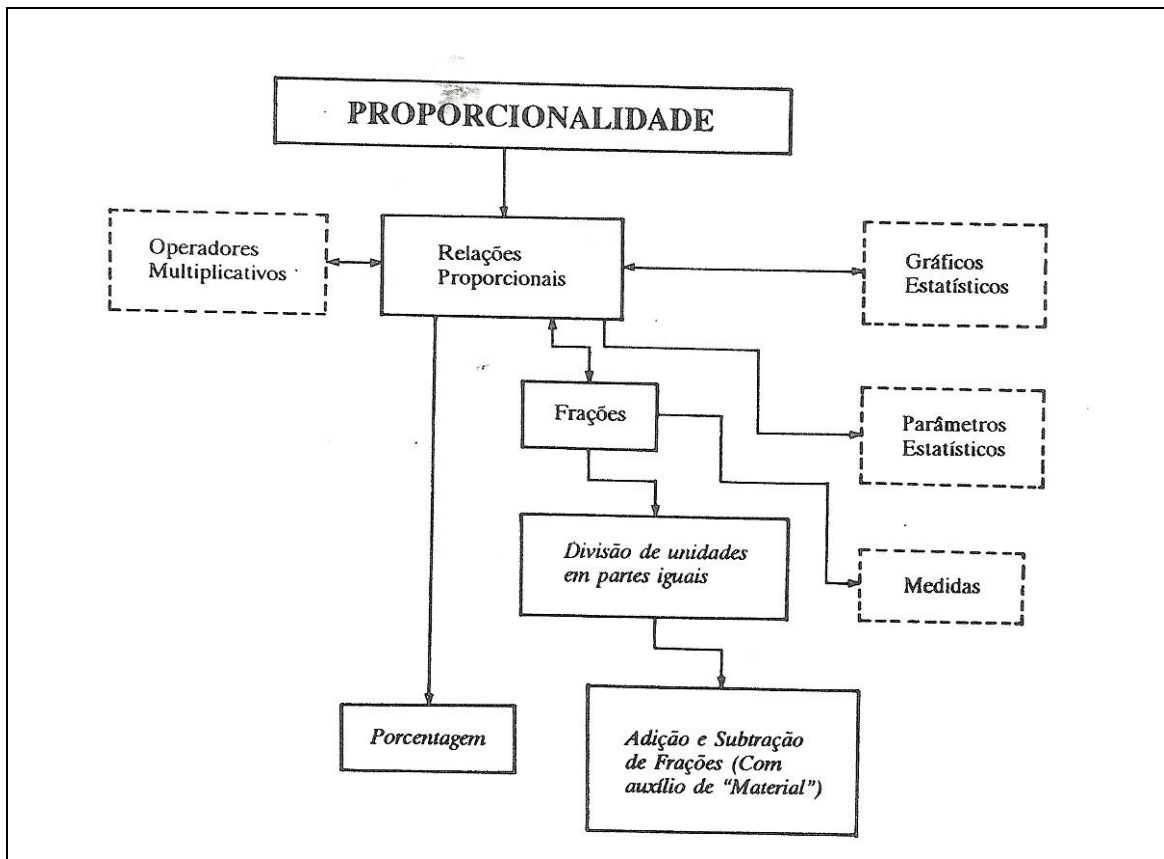 PROPORCIONALIDADE
Operadores
Multiplicativos
Relações
Proporcionais
Gráficos
Estatísticos
Frações
Parâmetros
Estatísticos
Divisão de unidades
em partes iguais
Medidas
Porcentagem
Adição e Subtração
de Frações (Com
auxílio de “Material”)